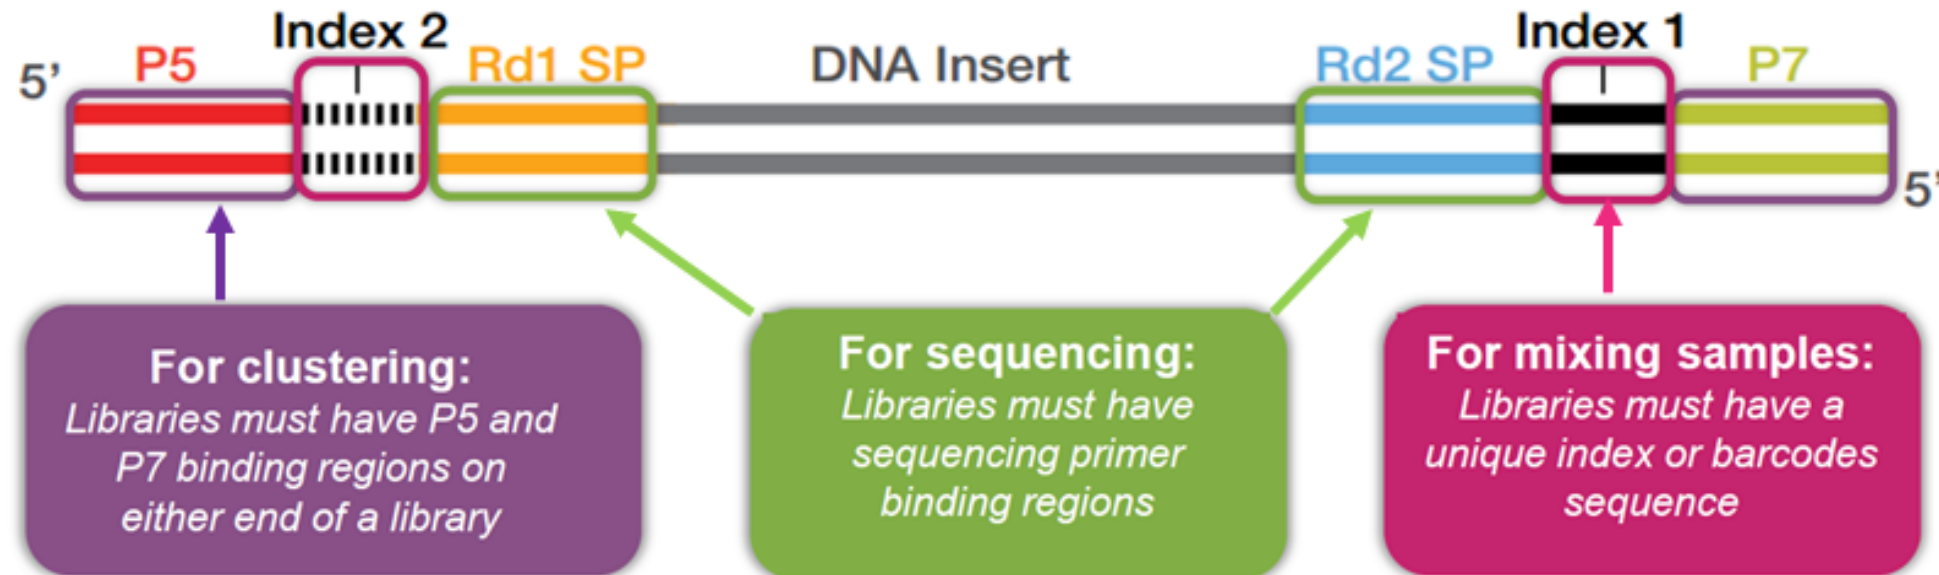 5' P5 Index 2 Rd1 SP DNA Insert Rd2 SP Index 1 P7
5'
For clustering:
Libraries must have P5 and
P7 binding regions on
either end of a library
For sequencing:
Libraries must have
sequencing primer
binding regions
For mixing samples:
Libraries must have a
unique index or barcodes
sequence